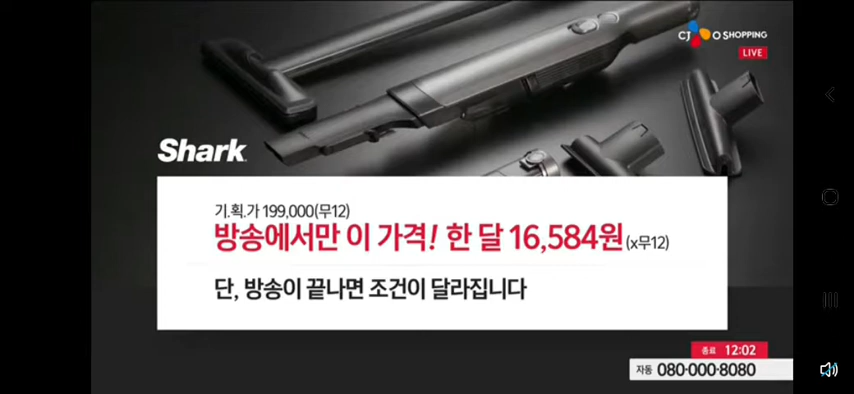 CJ O SHOPPING
LIVE
Shark
기.획.가 199,000(무12)
방송에서만 이 가격! 한 달 16,584원(x무12)
단, 방송이 끝나면 조건이 달라집니다
종료 12:02
자동 080·000·8080